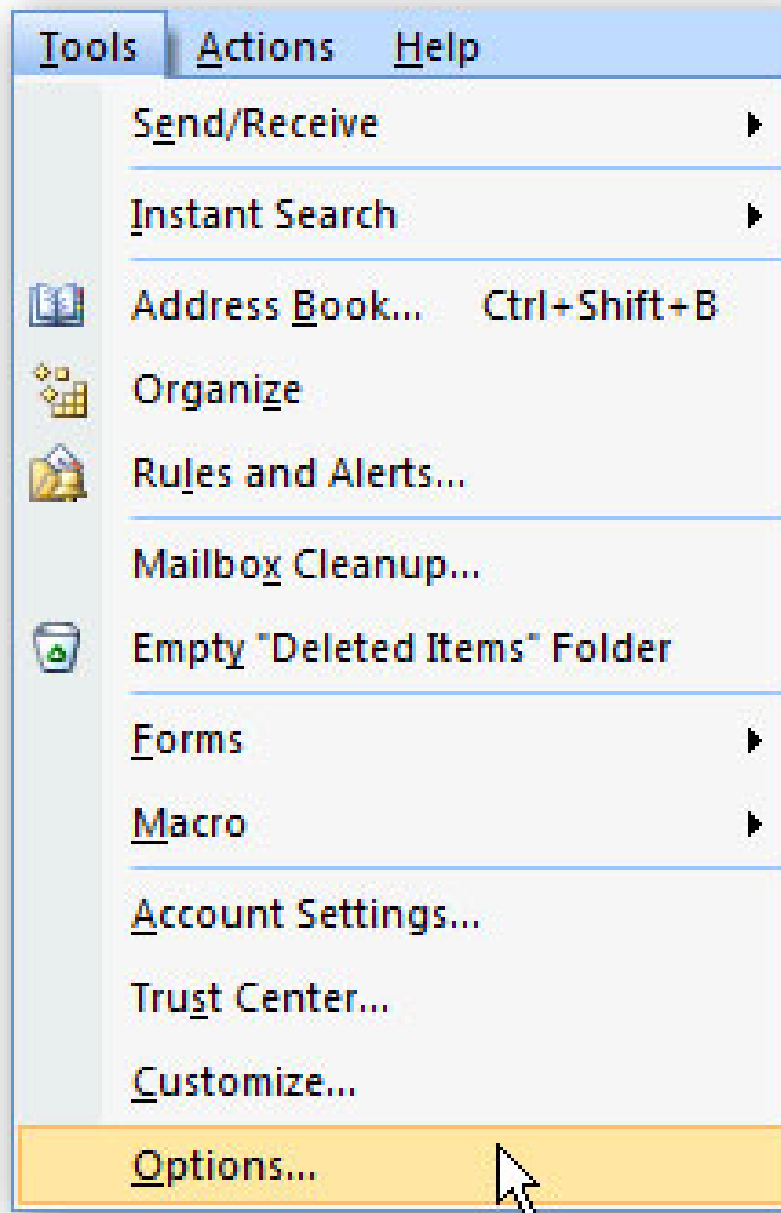 Tools Actions Help
Send/Receive
Instant Search
Address Book... Ctrl+Shift+B
Organize
Rules and Alerts...
Mailbox Cleanup...
Empty "Deleted Items" Folder
Forms
Macro
Account Settings...
Trust Center...
Customize...
Options...